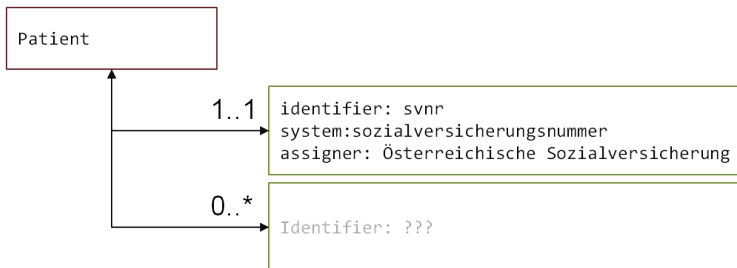 Patient
1..1
identifier: svnr
system:sozialversicherungsnummer
assigner: Österreichische Sozialversicherung
0..*
Identifier: ???